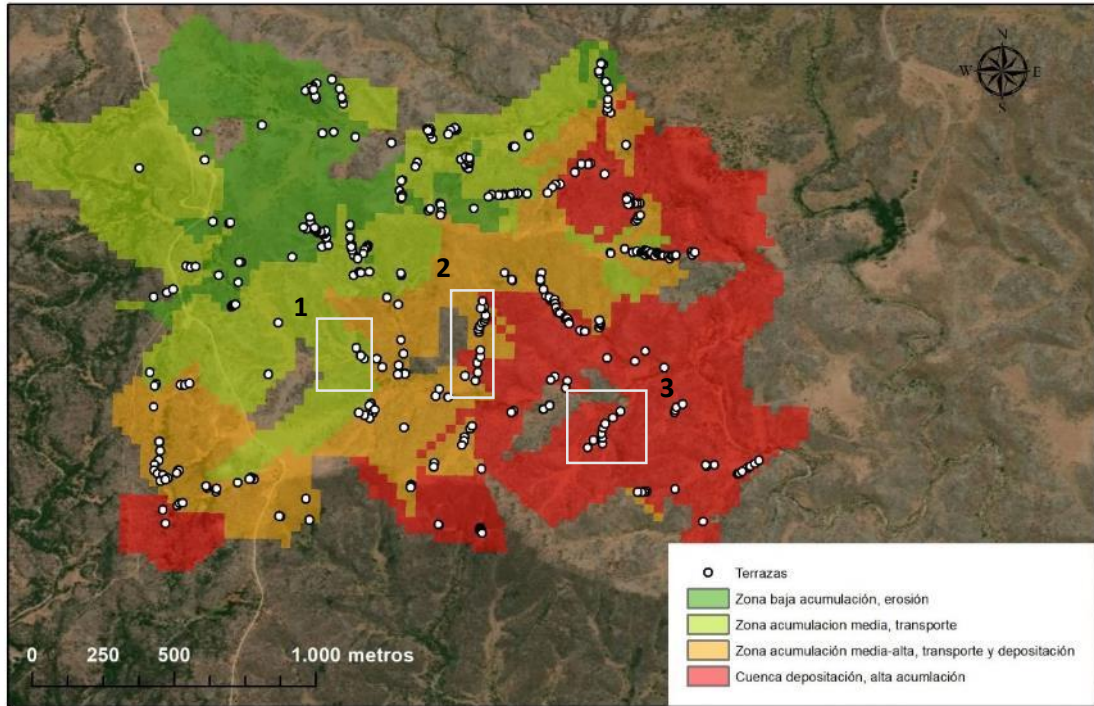 N
W E
S
2
1
3
Terrazas
Zona baja acumulación, erosión
Zona acumulacion media, transporte
Zona acumulación media-alta, transporte y depositación
Cuenca depositación, alta acumlación
0 250 500 1.000 metros